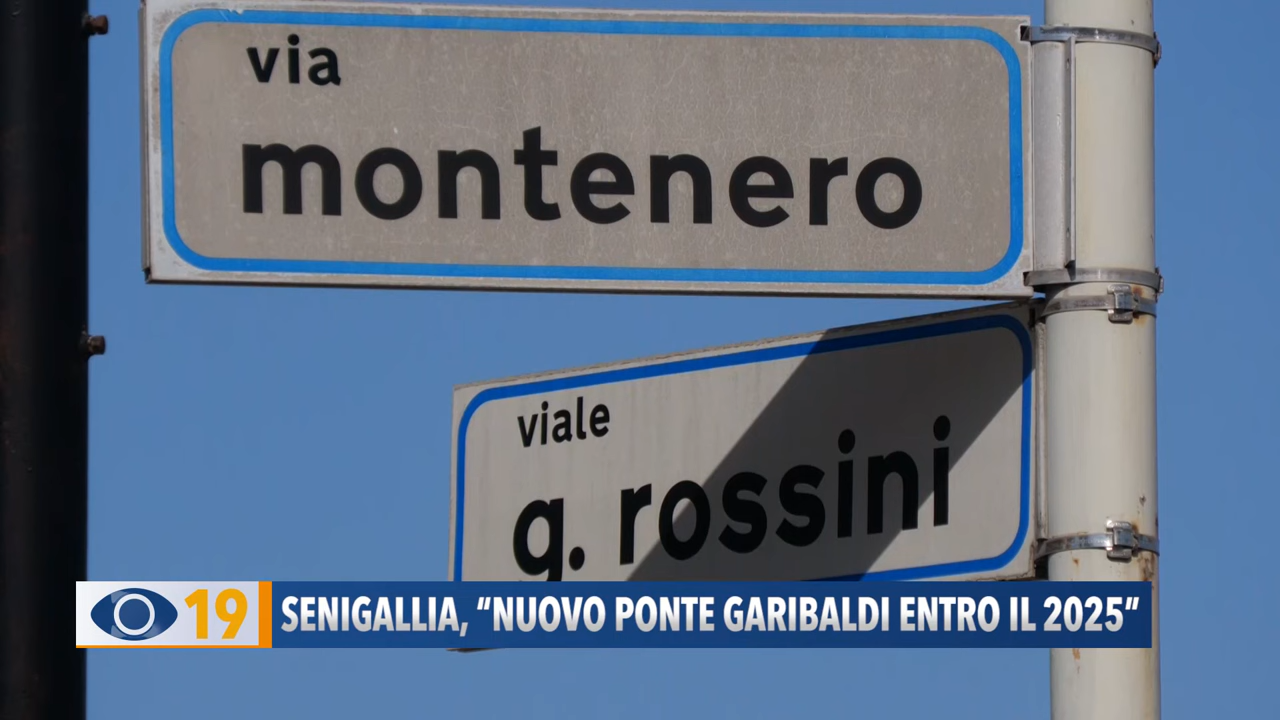 via
montenero
viale
g. rossini
19 SENIGALLIA, “NUOVO PONTE GARIBALDI ENTRO IL 2025“